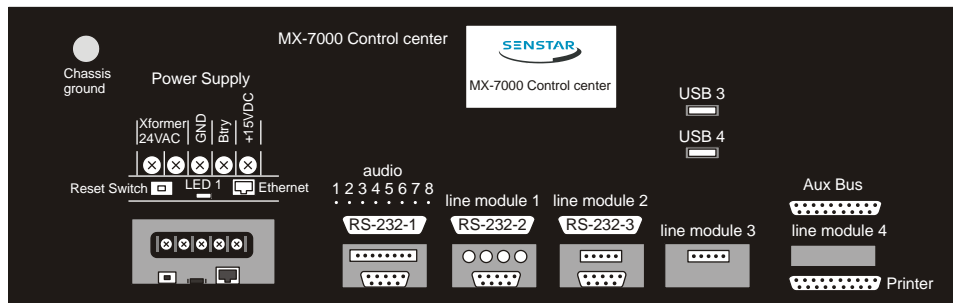 MX-7000 Control center
SENSTAR
MX-7000 Control center
Chassis
ground
Power Supply
USB 3
USB 4
Xformer
24VAC
GND
Btry
+15VDC
Reset Switch
LED 1
Ethernet
audio
1 2 3 4 5 6 7 8
line module 1
line module 2
RS-232-1
RS-232-2
RS-232-3
line module 3
Aux Bus
line module 4
Printer